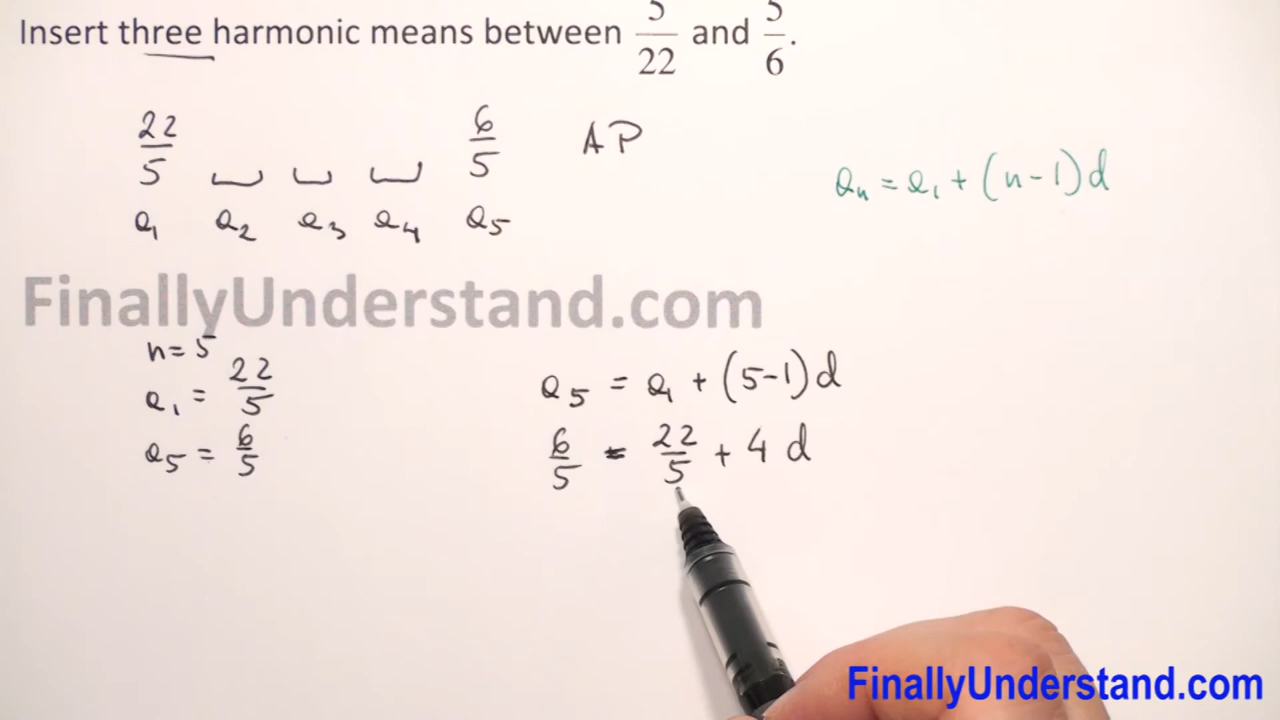 Insert three harmonic means between 5/22 and 5/6.
22/5 6/5 AP
aₙ = a₁ + (n-1)d
a₁ a₂ a₃ a₄ a₅
FinallyUnderstand.com
n = 5
a₁ = 22/5
a₅ = 6/5
a₅ = a₁ + (5-1)d
6/5 = 22/5 + 4d
FinallyUnderstand.com